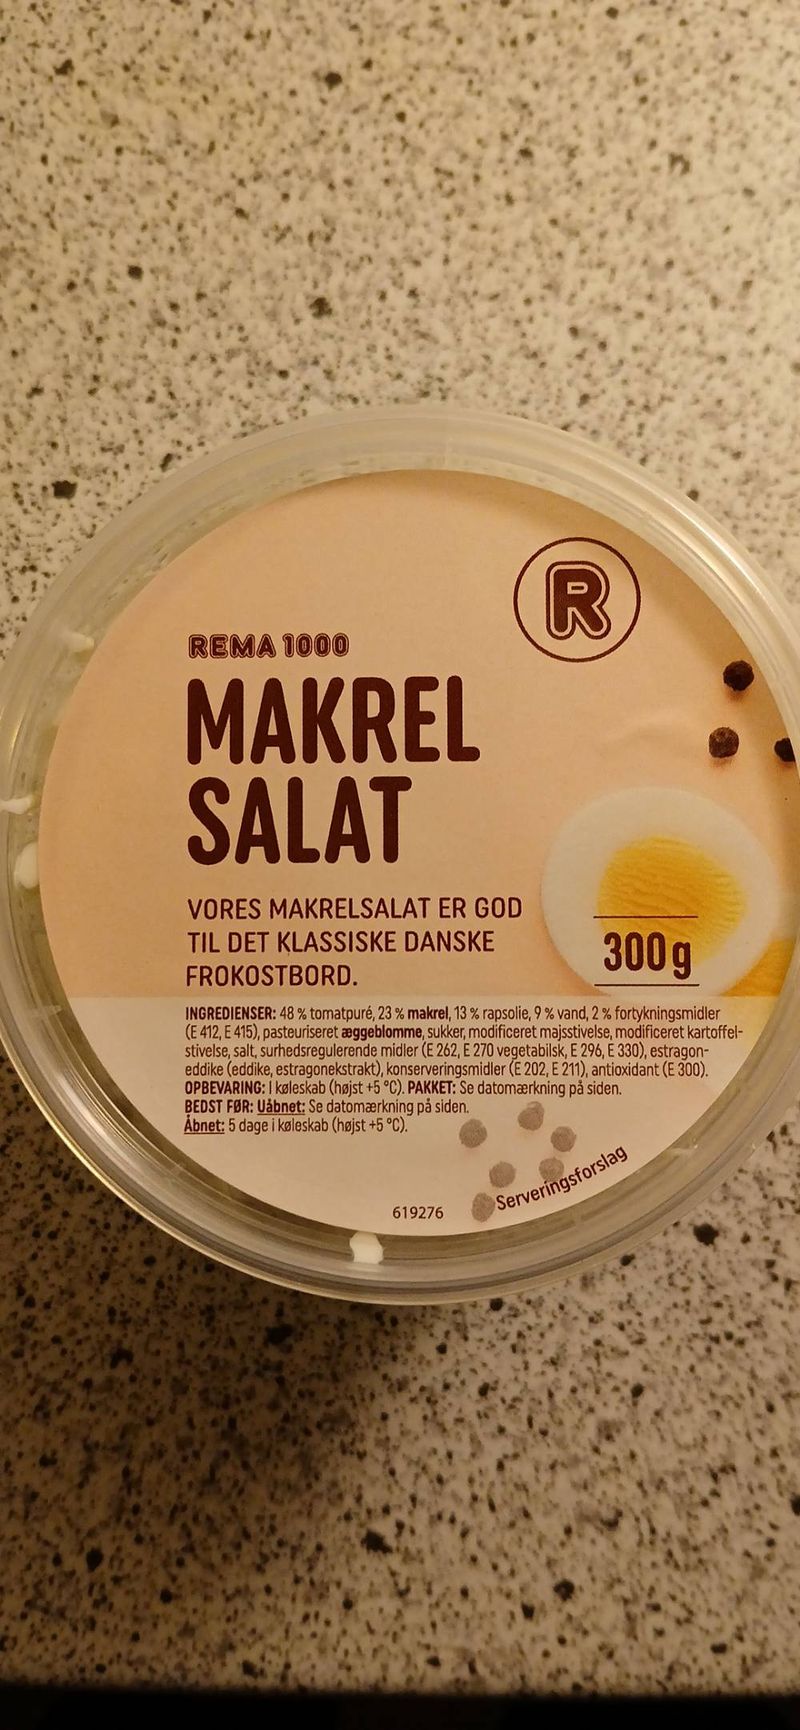 R
REMA 1000
MAKREL
SALAT
VORES MAKRELSALAT ER GOD
TIL DET KLASSISKE DANSKE
FROKOSTBORD.
300 g
INGREDIENSER: 48 % tomatpuré, 23 % makrel, 13 % rapsolie, 9 % vand, 2 % fortykningsmidler
(E 412, E 415), pasteuriseret æggeblomme, sukker, modificeret majsstivelse, modificeret kartoffel-
stivelse, salt, surhedsregulerende midler (E 262, E 270 vegetabilsk, E 296, E 330), estragon-
eddike (eddike, estragonekstrakt), konserveringsmidler (E 202, E 211), antioxidant (E 300).
OPBEVARING: I køleskab (højst +5 °C). PAKKET: Se datomærkning på siden.
BEDST FØR: Uåbnet: Se datomærkning på siden.
Åbnet: 5 dage i køleskab (højst +5 °C).
Serveringsforslag
619276